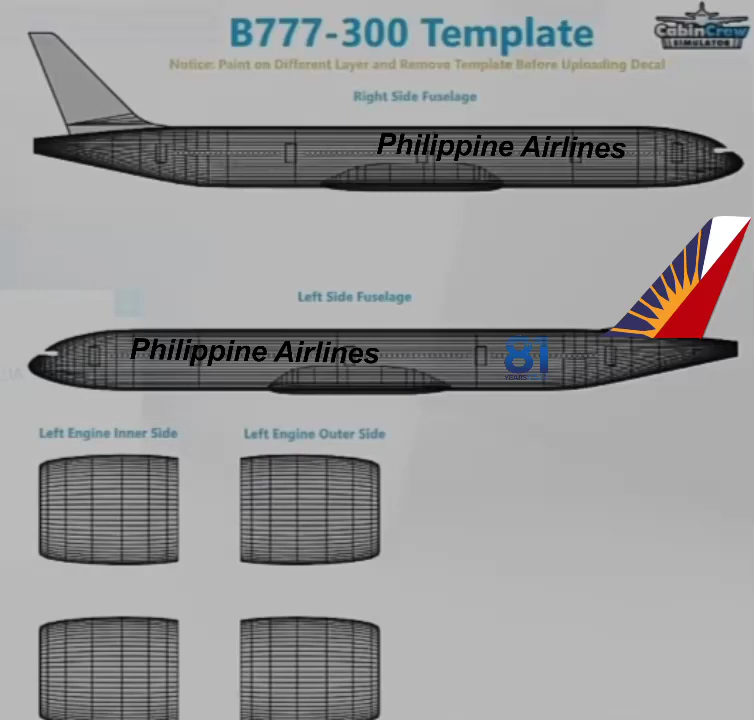 B777-300 Template
CabinCrew
SIMULATOR
Notice: Paint on Different Layer and Remove Template Before Uploading Decal
Right Side Fuselage
Philippine Airlines
Left Side Fuselage
Philippine Airlines
81
YEARS
Left Engine Inner Side
Left Engine Outer Side